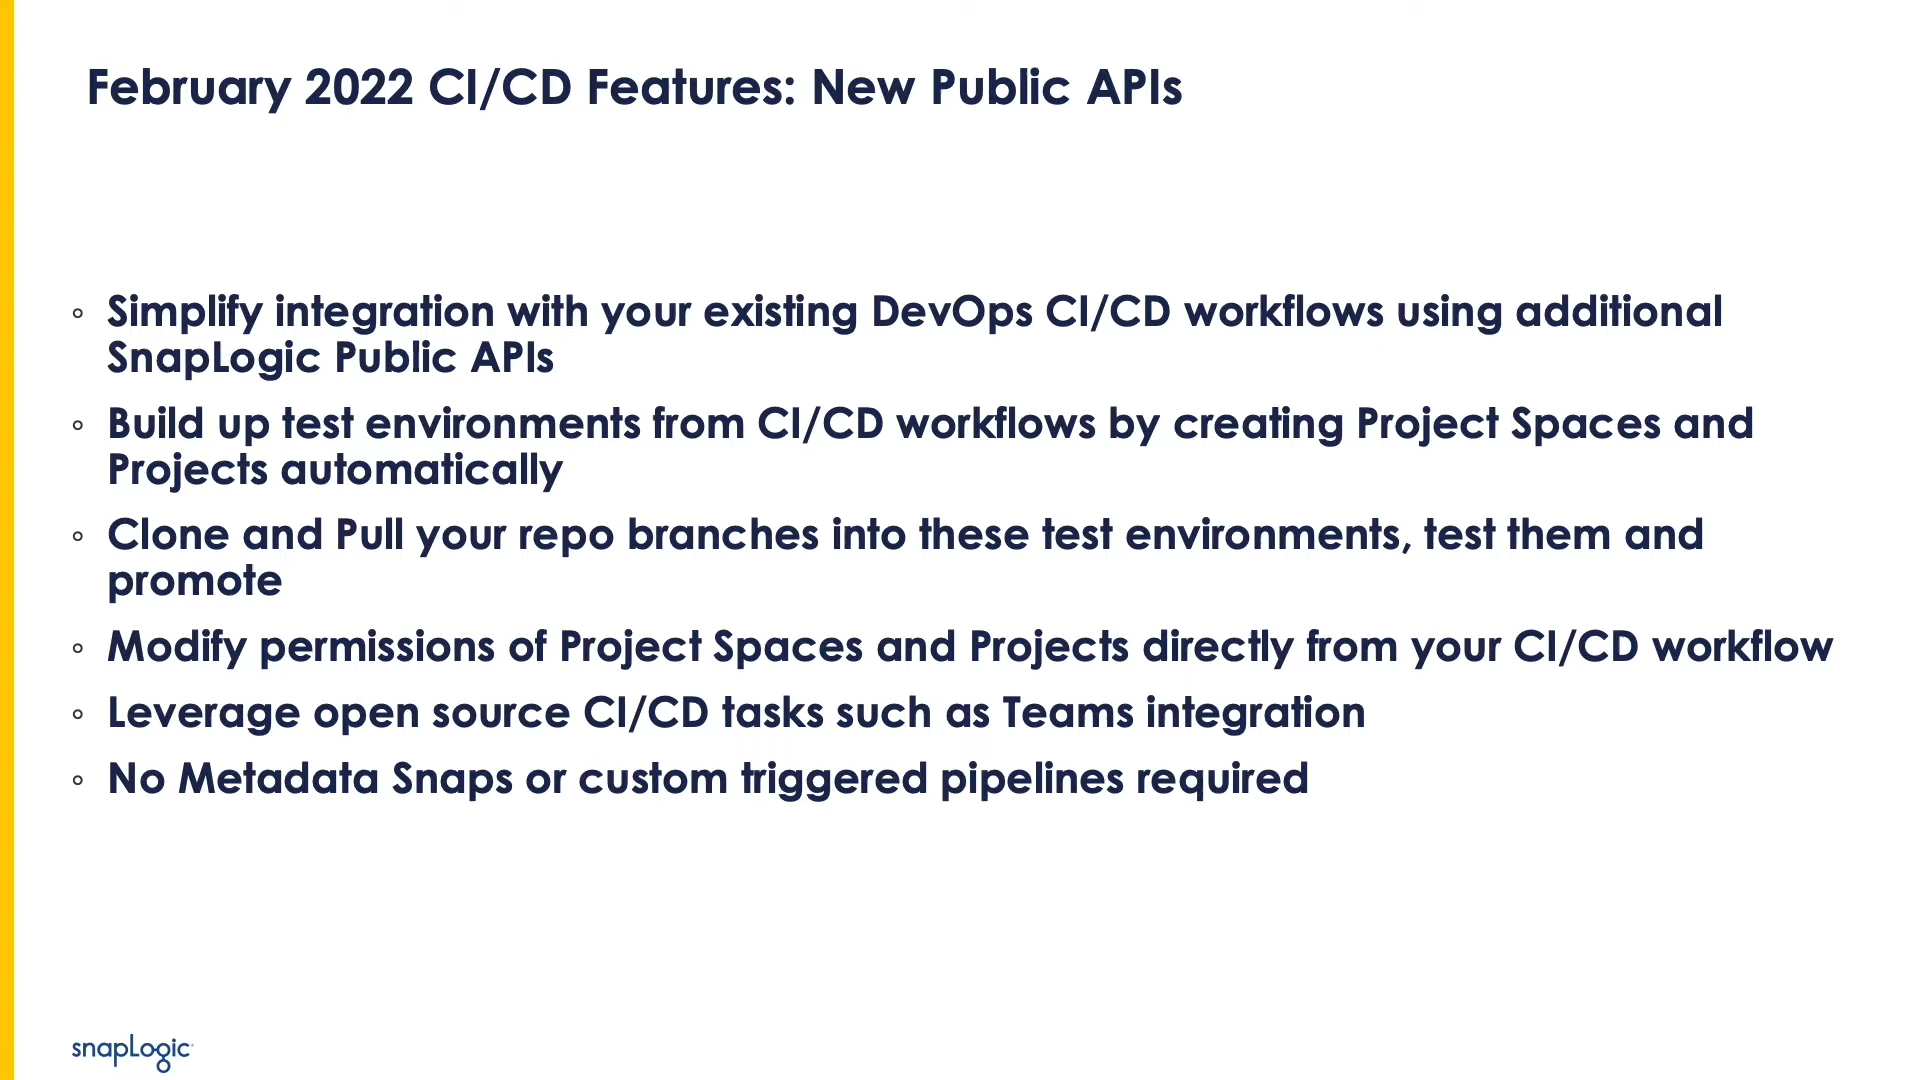 February 2022 CI/CD Features: New Public APIs
◦ Simplify integration with your existing DevOps CI/CD workflows using additional
SnapLogic Public APIs
◦ Build up test environments from CI/CD workflows by creating Project Spaces and
Projects automatically
◦ Clone and Pull your repo branches into these test environments, test them and
promote
◦ Modify permissions of Project Spaces and Projects directly from your CI/CD workflow
◦ Leverage open source CI/CD tasks such as Teams integration
◦ No Metadata Snaps or custom triggered pipelines required
snapLogic